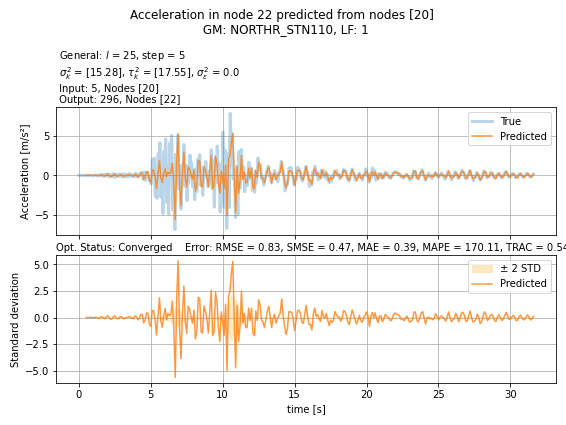 Acceleration in node 22 predicted from nodes [20]
GM: NORTHR_STN110, LF: 1
General: l = 25, step = 5
σ²ₖ = [15.28], τ²ₖ = [17.55], σ²_ε = 0.0
Input: 5, Nodes [20]
Output: 296, Nodes [22]
Acceleration [m/s²]
5
0
−5
True
Predicted
Opt. Status: Converged Error: RMSE = 0.83, SMSE = 0.47, MAE = 0.39, MAPE = 170.11, TRAC = 0.54
Standard deviation
5.0
2.5
0.0
−2.5
−5.0
± 2 STD
Predicted
0 5 10 15 20 25 30
time [s]